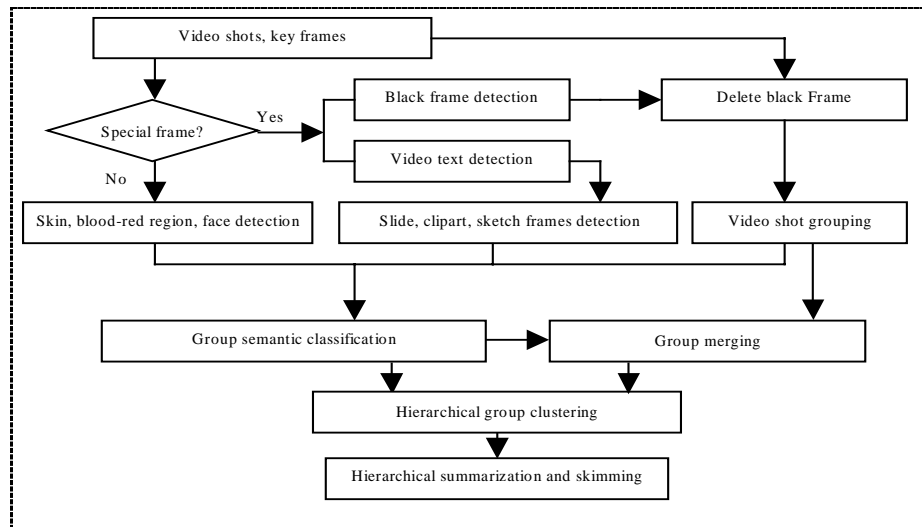 Video shots, key frames
Black frame detection
Delete black Frame
Special frame?
Yes
Video text detection
No
Skin, blood-red region, face detection
Slide, clipart, sketch frames detection
Video shot grouping
Group semantic classification
Group merging
Hierarchical group clustering
Hierarchical summarization and skimming